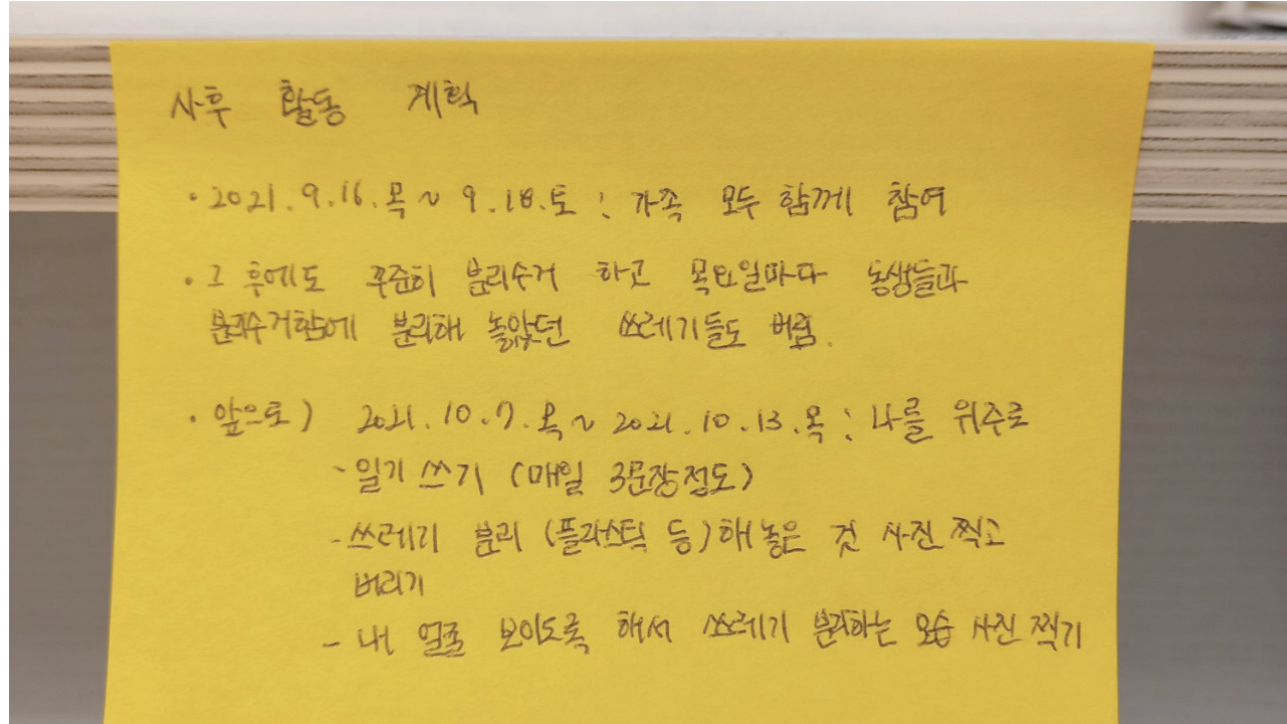 사후 활동 계획
· 2021.9.16.목~9.18.토 : 가족 모두 함께 참여
· 그 후에도 꾸준히 분리수거 하고 목요일마다 동생들과
분리수거함에 분리해 놓았던 쓰레기들도 버림.
· 앞으로) 2021.10.7.목~2021.10.13.목 : 나를 위주로
- 일기 쓰기 (매일 3문장정도)
- 쓰레기 분리 (플라스틱 등)해놓은 것 사진 찍고
버리기
- 내 얼굴 보이도록 해서 쓰레기 분리하는 모습 사진 찍기